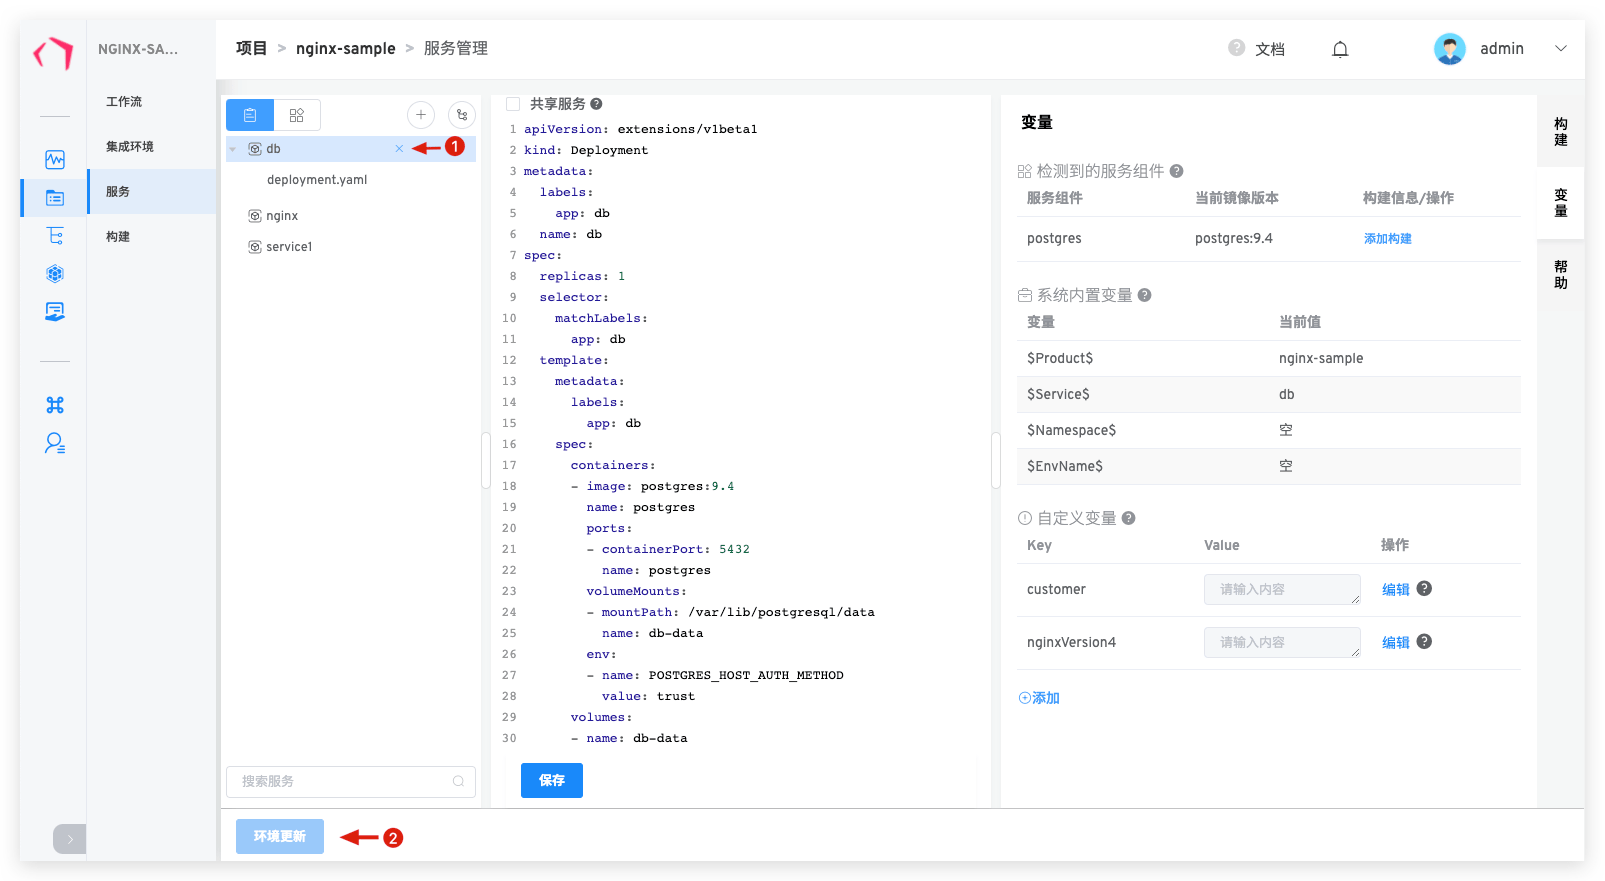 NGINX-SA...
工作流
集成环境
服务
构建
项目 > nginx-sample > 服务管理
文档
admin
db
1
deployment.yaml
nginx
service1
搜索服务
共享服务
1 apiVersion: extensions/v1beta1
2 kind: Deployment
3 metadata:
4 labels:
5 app: db
6 name: db
7 spec:
8 replicas: 1
9 selector:
10 matchLabels:
11 app: db
12 template:
13 metadata:
14 labels:
15 app: db
16 spec:
17 containers:
18 - image: postgres:9.4
19 name: postgres
20 ports:
21 - containerPort: 5432
22 name: postgres
23 volumeMounts:
24 - mountPath: /var/lib/postgresql/data
25 name: db-data
26 env:
27 - name: POSTGRES_HOST_AUTH_METHOD
28 value: trust
29 volumes:
30 - name: db-data
保存
变量
检测到的服务组件
服务组件 当前镜像版本 构建信息/操作
postgres postgres:9.4 添加构建
系统内置变量
变量 当前值
$Product$ nginx-sample
$Service$ db
$Namespace$ 空
$EnvName$ 空
自定义变量
Key Value 操作
customer 请输入内容 编辑
nginxVersion4 请输入内容 编辑
添加
构建
变量
帮助
环境更新
2